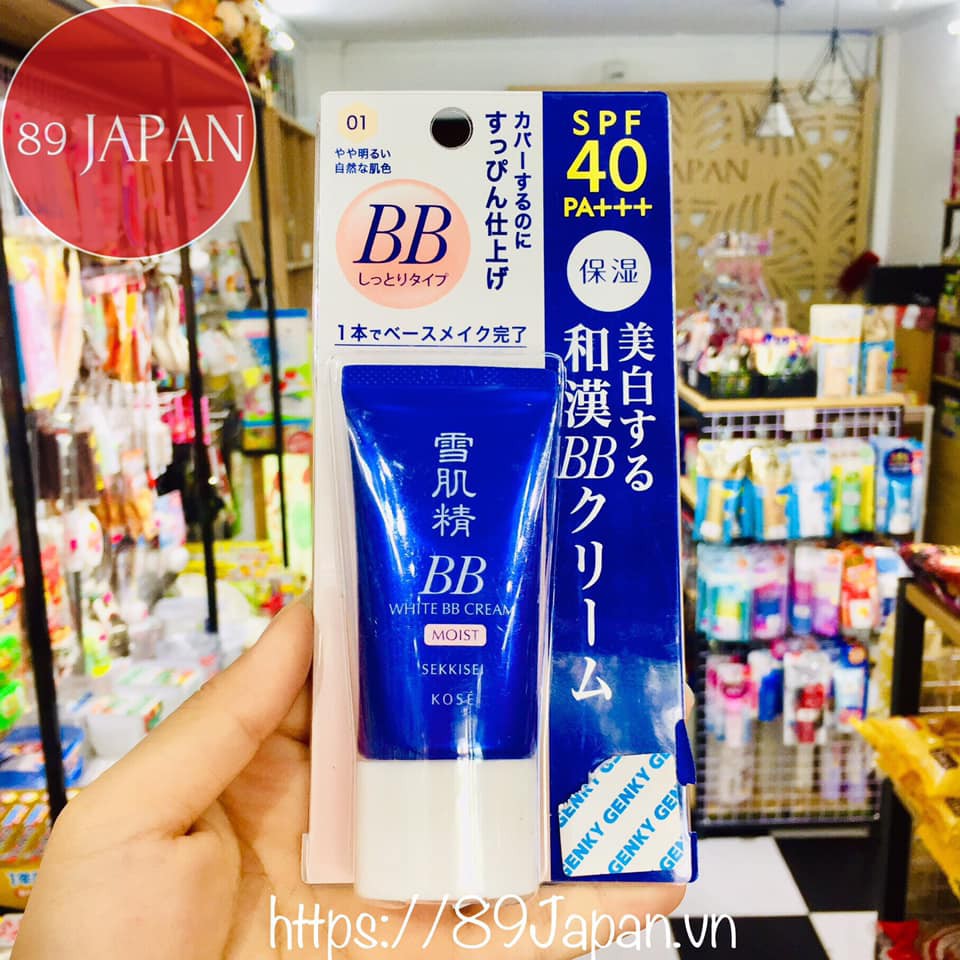 89 JAPAN
01
やや明るい
自然な肌色
BB
しっとりタイプ
カバーするのに
すっぴん仕上げ
1本でベースメイク完了
SPF
40
PA+++
保湿
美白する
和漢BBクリーム
雪肌精
BB
WHITE BB CREAM
MOIST
SEKKISEI
KOSÉ
GENKY GENKY
GENKY GENKY
JAPAN
https://89Japan.vn